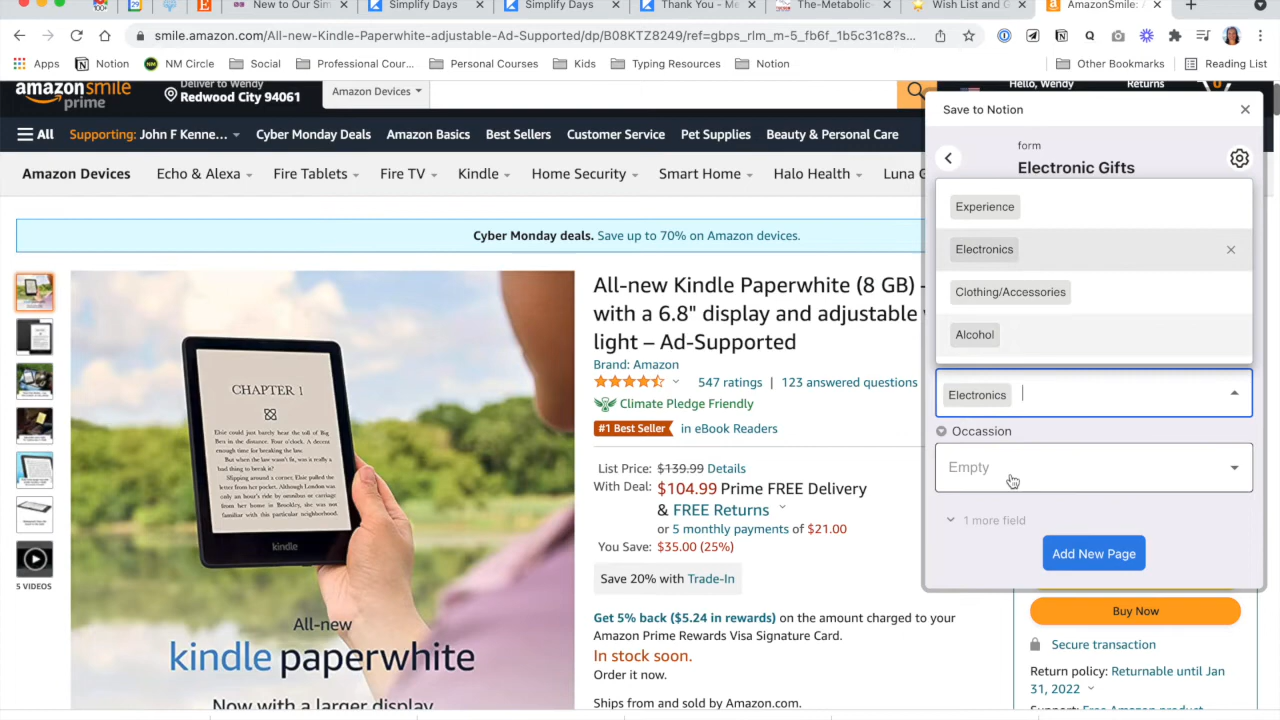 100+
New to Our Sim
Simplify Days
Simplify Days
Thank You - Me
The-Metabolic-
Wish List and G
AmazonSmile: A
smile.amazon.com/All-new-Kindle-Paperwhite-adjustable-Ad-Supported/dp/B08KTZ8249/ref=gbps_rlm_m-5_fb6f_1b5c31c8?s...
Apps
Notion
NM Circle
Social
Professional Cour...
Personal Courses
Kids
Typing Resources
Notion
Other Bookmarks
Reading List
amazonsmile
prime
Deliver to Wendy
Redwood City 94061
Amazon Devices
Hello, Wendy
Returns
All
Supporting: John F Kenne...
Cyber Monday Deals
Amazon Basics
Best Sellers
Customer Service
Pet Supplies
Beauty & Personal Care
Amazon Devices
Echo & Alexa
Fire Tablets
Fire TV
Kindle
Home Security
Smart Home
Halo Health
Luna
Cyber Monday deals. Save up to 70% on Amazon devices.
5 VIDEOS
CHAPTER 1
kindle
All-new
kindle paperwhite
Now with a larger display
All-new Kindle Paperwhite (8 GB) -
with a 6.8" display and adjustable
light – Ad-Supported
Brand: Amazon
547 ratings | 123 answered questions
Climate Pledge Friendly
#1 Best Seller in eBook Readers
List Price: $139.99 Details
With Deal: $104.99 Prime FREE Delivery
& FREE Returns
or 5 monthly payments of $21.00
You Save: $35.00 (25%)
Save 20% with Trade-In
Get 5% back ($5.24 in rewards) on the amount charged to your
Amazon Prime Rewards Visa Signature Card.
In stock soon.
Order it now.
Ships from and sold by Amazon.com.
Save to Notion
form
Electronic Gifts
Experience
Electronics
Clothing/Accessories
Alcohol
Electronics
Occassion
Empty
1 more field
Add New Page
Buy Now
Secure transaction
Return policy: Returnable until Jan
31, 2022
Support: Free Amazon product